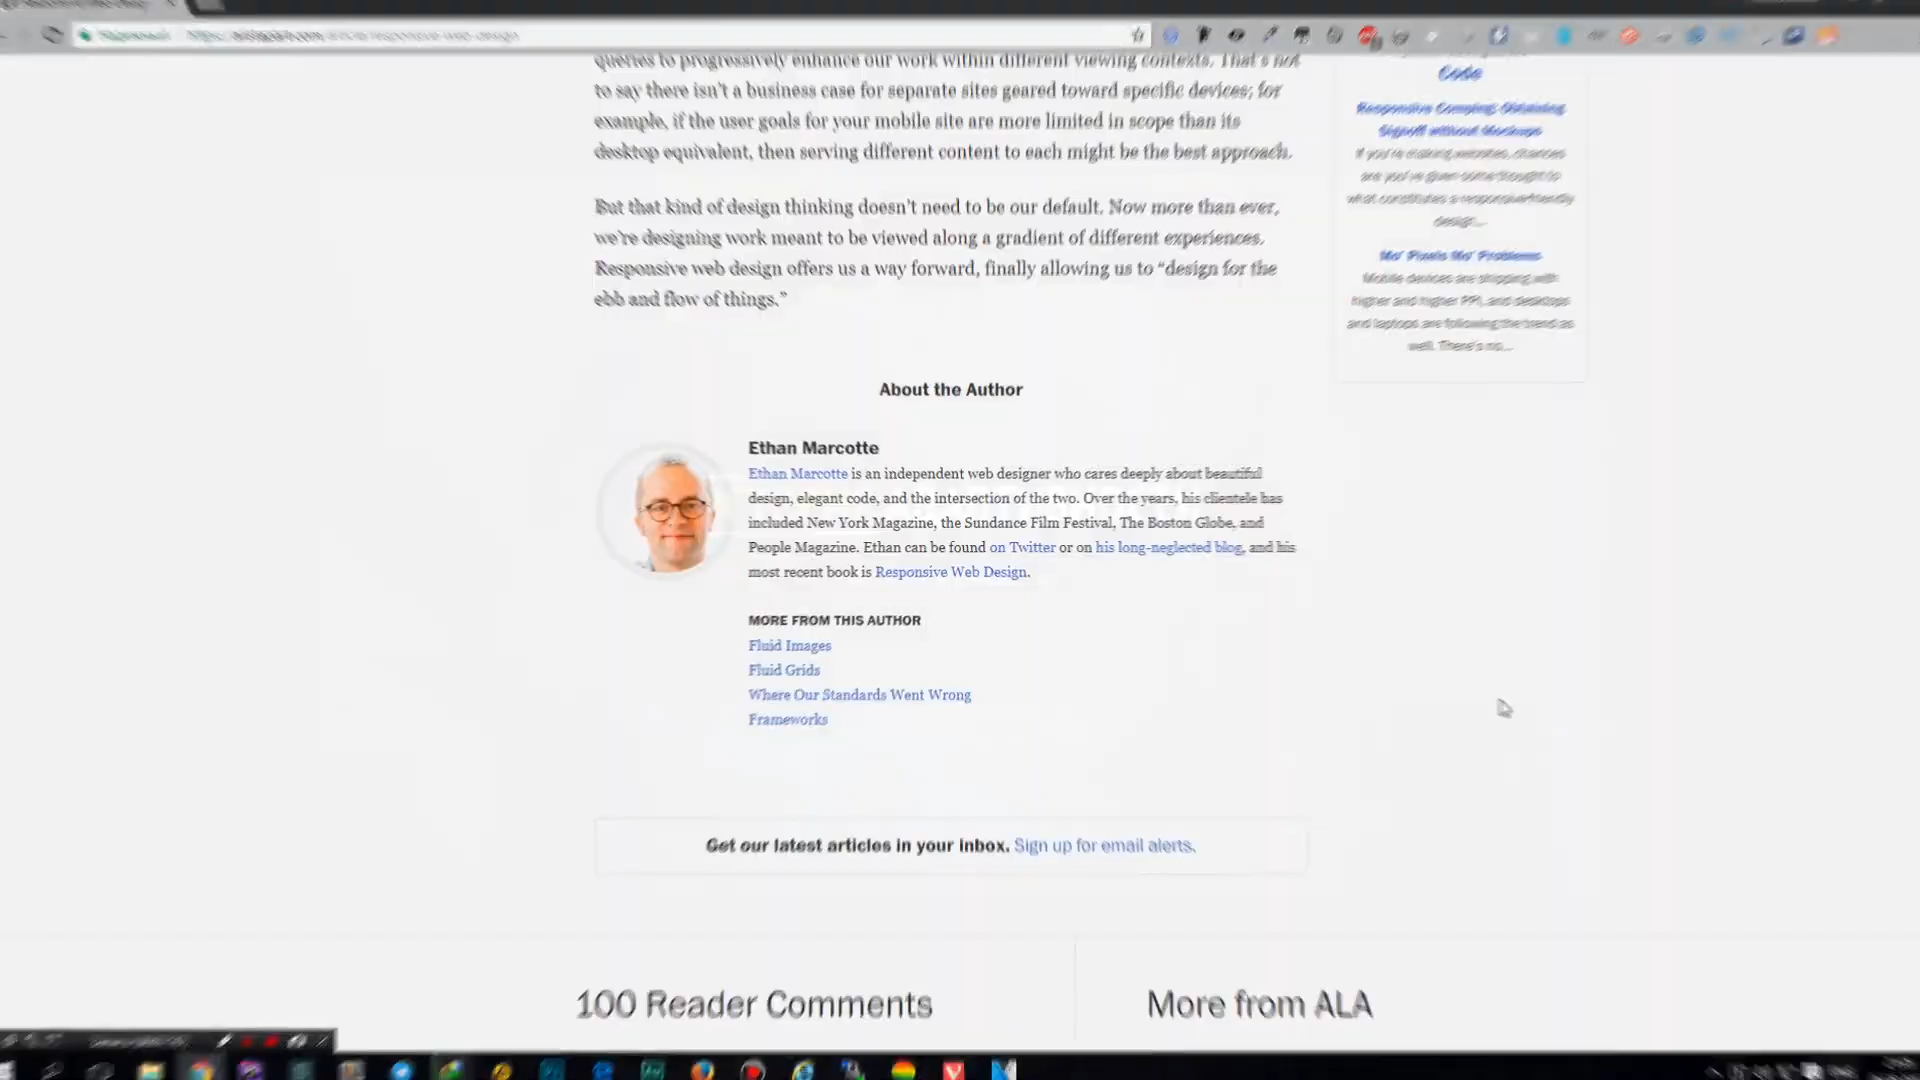 queries to progressively enhance our work within different viewing contexts. That's not
to say there isn't a business case for separate sites geared toward specific devices; for
example, if the user goals for your mobile site are more limited in scope than its
desktop equivalent, then serving different content to each might be the best approach.
But that kind of design thinking doesn't need to be our default. Now more than ever,
we're designing work meant to be viewed along a gradient of different experiences.
Responsive web design offers us a way forward, finally allowing us to “design for the
ebb and flow of things.”
Code
Responsive Comping: Obtaining
Signoff without Mockups
If you're making websites, chances
are you've given some thought to
what constitutes a responsive-friendly
design...
Mo' Pixels Mo' Problems
Mobile devices are shipping with
higher and higher PPI, and desktops
and laptops are following the trend as
well. There's no...
About the Author
Ethan Marcotte
Ethan Marcotte is an independent web designer who cares deeply about beautiful
design, elegant code, and the intersection of the two. Over the years, his clientele has
included New York Magazine, the Sundance Film Festival, The Boston Globe, and
People Magazine. Ethan can be found on Twitter or on his long-neglected blog, and his
most recent book is Responsive Web Design.
MORE FROM THIS AUTHOR
Fluid Images
Fluid Grids
Where Our Standards Went Wrong
Frameworks
Get our latest articles in your inbox. Sign up for email alerts.
100 Reader Comments
More from ALA